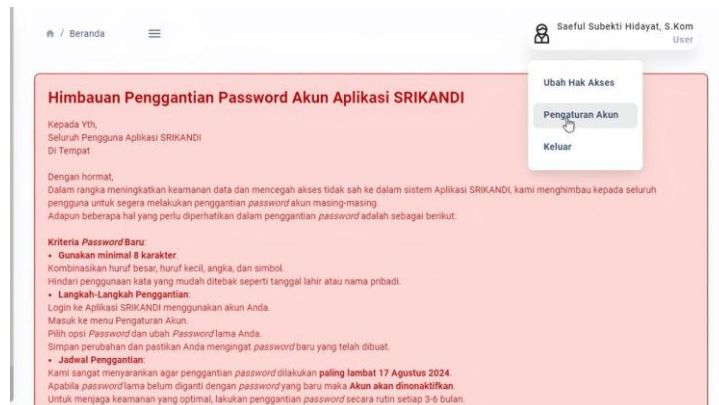 / Beranda
Saeful Subekti Hidayat, S.Kom
User
Ubah Hak Akses
Pengaturan Akun
Keluar
Himbauan Penggantian Password Akun Aplikasi SRIKANDI
Kepada Yth,
Seluruh Pengguna Aplikasi SRIKANDI
Di Tempat
Dengan hormat,
Dalam rangka meningkatkan keamanan data dan mencegah akses tidak sah ke dalam sistem Aplikasi SRIKANDI, kami menghimbau kepada seluruh
pengguna untuk segera melakukan penggantian password akun masing-masing.
Adapun beberapa hal yang perlu diperhatikan dalam penggantian password adalah sebagai berikut:
Kriteria Password Baru:
• Gunakan minimal 8 karakter.
Kombinasikan huruf besar, huruf kecil, angka, dan simbol.
Hindari penggunaan kata yang mudah ditebak seperti tanggal lahir atau nama pribadi.
• Langkah-Langkah Penggantian:
Login ke Aplikasi SRIKANDI menggunakan akun Anda.
Masuk ke menu Pengaturan Akun.
Pilih opsi Password dan ubah Password lama Anda.
Simpan perubahan dan pastikan Anda mengingat password baru yang telah dibuat.
• Jadwal Penggantian:
Kami sangat menyarankan agar penggantian password dilakukan paling lambat 17 Agustus 2024.
Apabila password lama belum diganti dengan password yang baru maka Akun akan dinonaktifkan.
Untuk menjaga keamanan yang optimal, lakukan penggantian password secara rutin setiap 3-6 bulan.